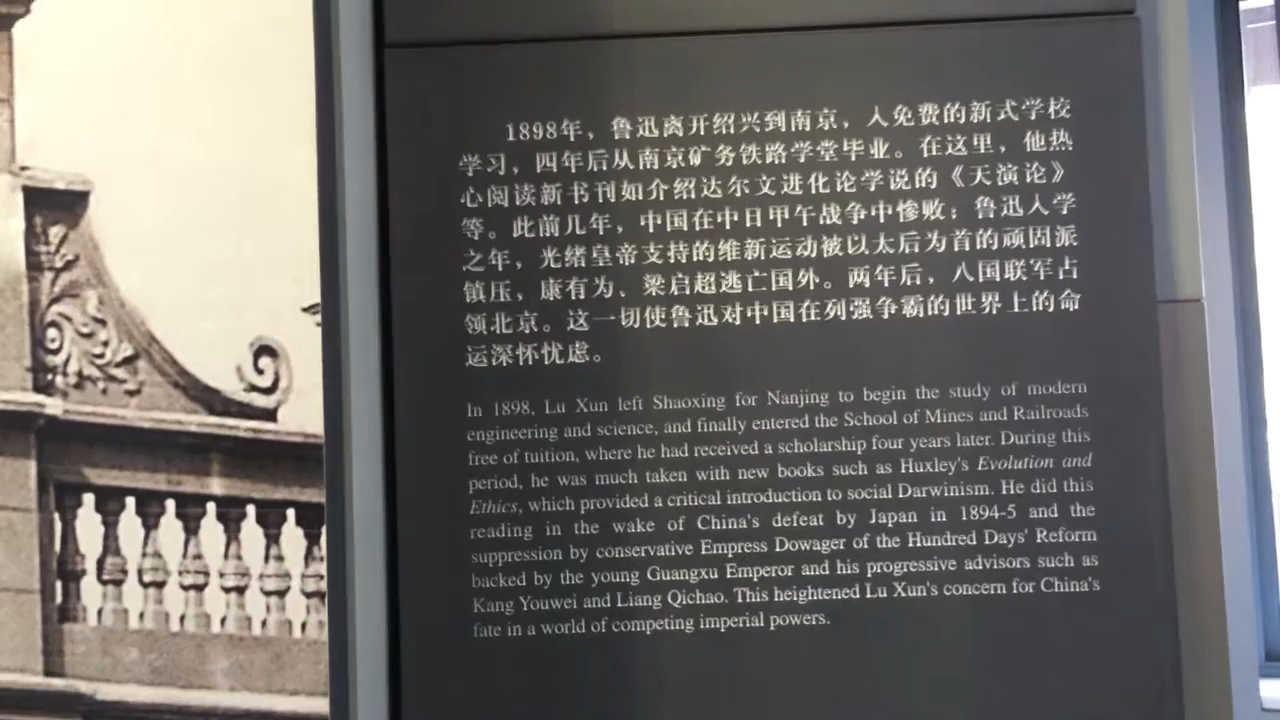 1898年，鲁迅离开绍兴到南京，入免费的新式学校
学习，四年后从南京矿务铁路学堂毕业。在这里，他热
心阅读新书刊如介绍达尔文进化论学说的《天演论》
等。此前几年，中国在中日甲午战争中惨败；鲁迅入学
之年，光绪皇帝支持的维新运动被以太后为首的顽固派
镇压，康有为、梁启超逃亡国外。两年后，八国联军占
领北京。这一切使鲁迅对中国在列强争霸的世界上的命
运深怀忧虑。
In 1898, Lu Xun left Shaoxing for Nanjing to begin the study of modern
engineering and science, and finally entered the School of Mines and Railroads
free of tuition, where he had received a scholarship four years later. During this
period, he was much taken with new books such as Huxley's Evolution and
Ethics, which provided a critical introduction to social Darwinism. He did this
reading in the wake of China's defeat by Japan in 1894-5 and the
suppression by conservative Empress Dowager of the Hundred Days' Reform
backed by the young Guangxu Emperor and his progressive advisors such as
Kang Youwei and Liang Qichao. This heightened Lu Xun's concern for China's
fate in a world of competing imperial powers.